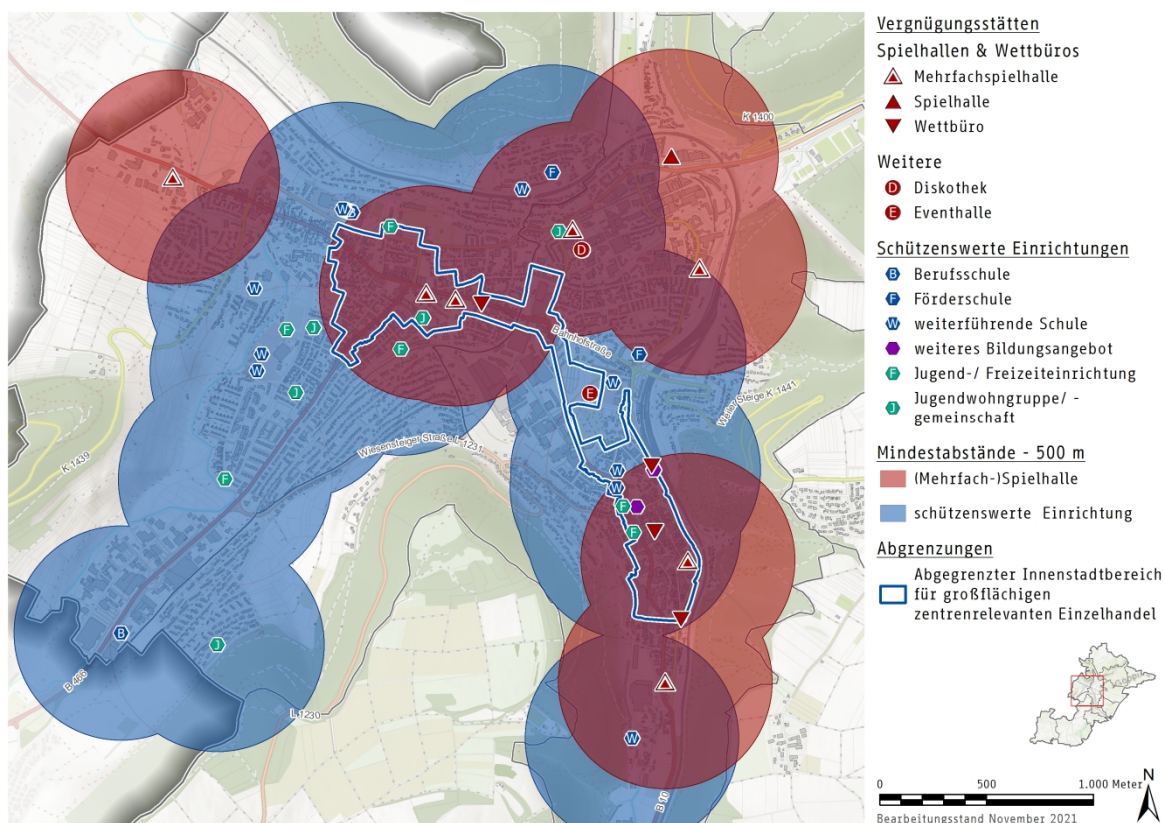 Vergnügungsstätten
Spielhallen & Wettbüros
Mehrfachspielhalle
Spielhalle
Wettbüro
Weitere
D Diskothek
E Eventhalle
Schützenswerte Einrichtungen
B Berufsschule
F Förderschule
W weiterführende Schule
weiteres Bildungsangebot
F Jugend-/ Freizeiteinrichtung
J Jugendwohngruppe/ -
gemeinschaft
Mindestabstände - 500 m
(Mehrfach-)Spielhalle
schützenswerte Einrichtung
Abgrenzungen
Abgegrenzter Innenstadtbereich
für großflächigen
zentrenrelevanten Einzelhandel
N
0 500 1.000 Meter
Bearbeitungsstand November 2021
K 1400
F
W
W
B
F
J
D
W
J
F
J
F
Bahnhofstraße
F
W
W
W
E
J
Weiler Steige K 1441
Wiesensteiger Straße L 1231
K 1439
F
W
W
F
F
B
J
B 466
L 1230
W
B 10